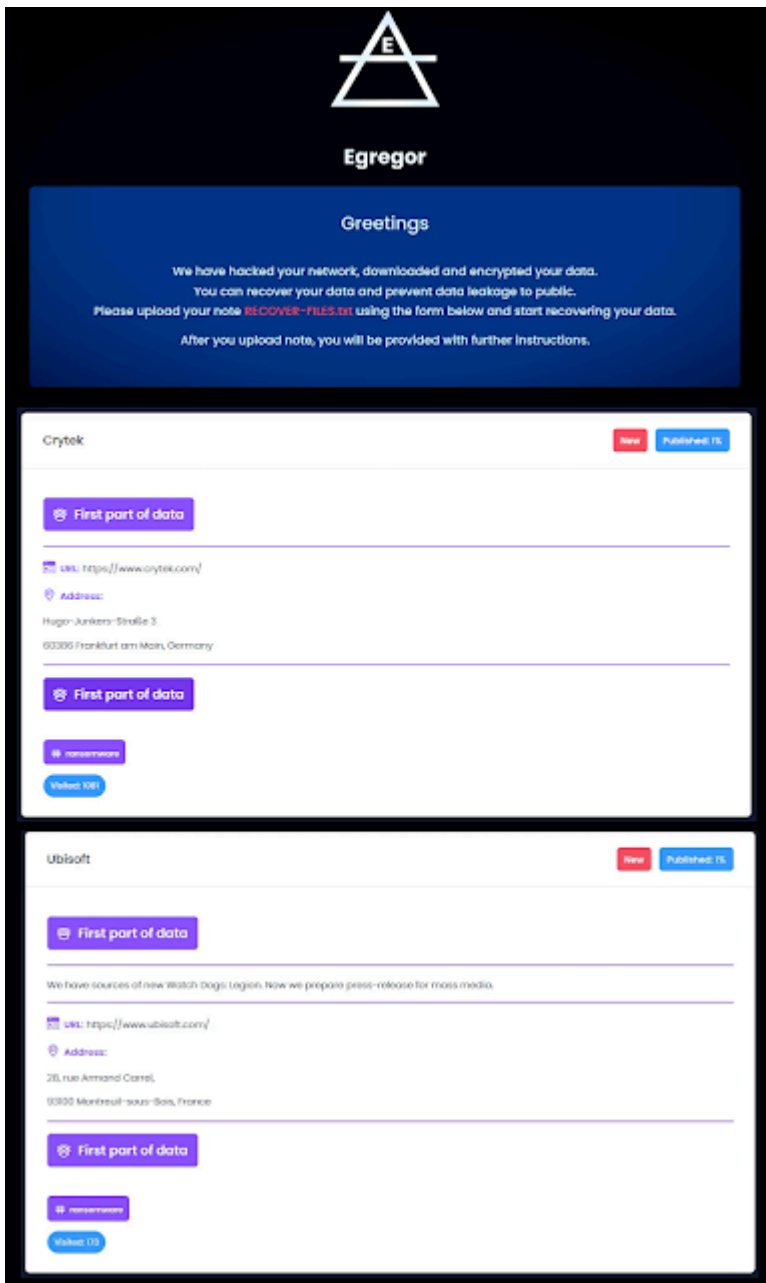 E
Egregor
Greetings
We have hacked your network, downloaded and encrypted your data.
You can recover your data and prevent data leakage to public.
Please upload your note RECOVER-FILES.txt using the form below and start recovering your data.
After you upload note, you will be provided with further instructions.
Crytek
New Published: 1%
First part of data
URL: https://www.crytek.com/
Address:
Hugo-Junkers-Straße 3
60386 Frankfurt am Main, Germany
First part of data
# ransomware
Visited: 1081
Ubisoft
New Published: 1%
First part of data
We have sources of new Watch Dogs: Legion. Now we prepare press-release for mass media.
URL: https://www.ubisoft.com/
Address:
28, rue Armand Carrel,
93100 Montreuil-sous-Bois, France
First part of data
# ransomware
Visited: 173